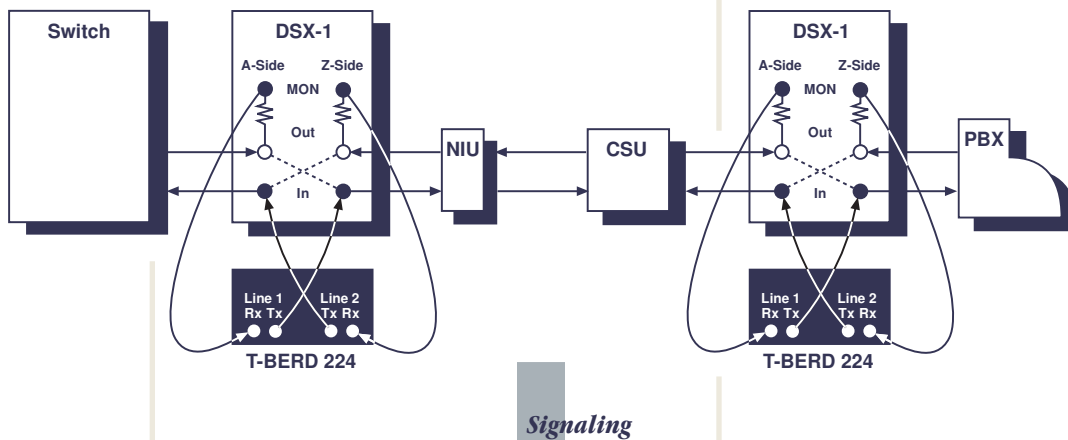 Switch
DSX-1
A-Side Z-Side
MON
Out
In
NIU
CSU
DSX-1
A-Side Z-Side
MON
Out
In
PBX
Line 1 Line 2
Rx Tx Tx Rx
T-BERD 224
Line 1 Line 2
Rx Tx Tx Rx
T-BERD 224
Signaling